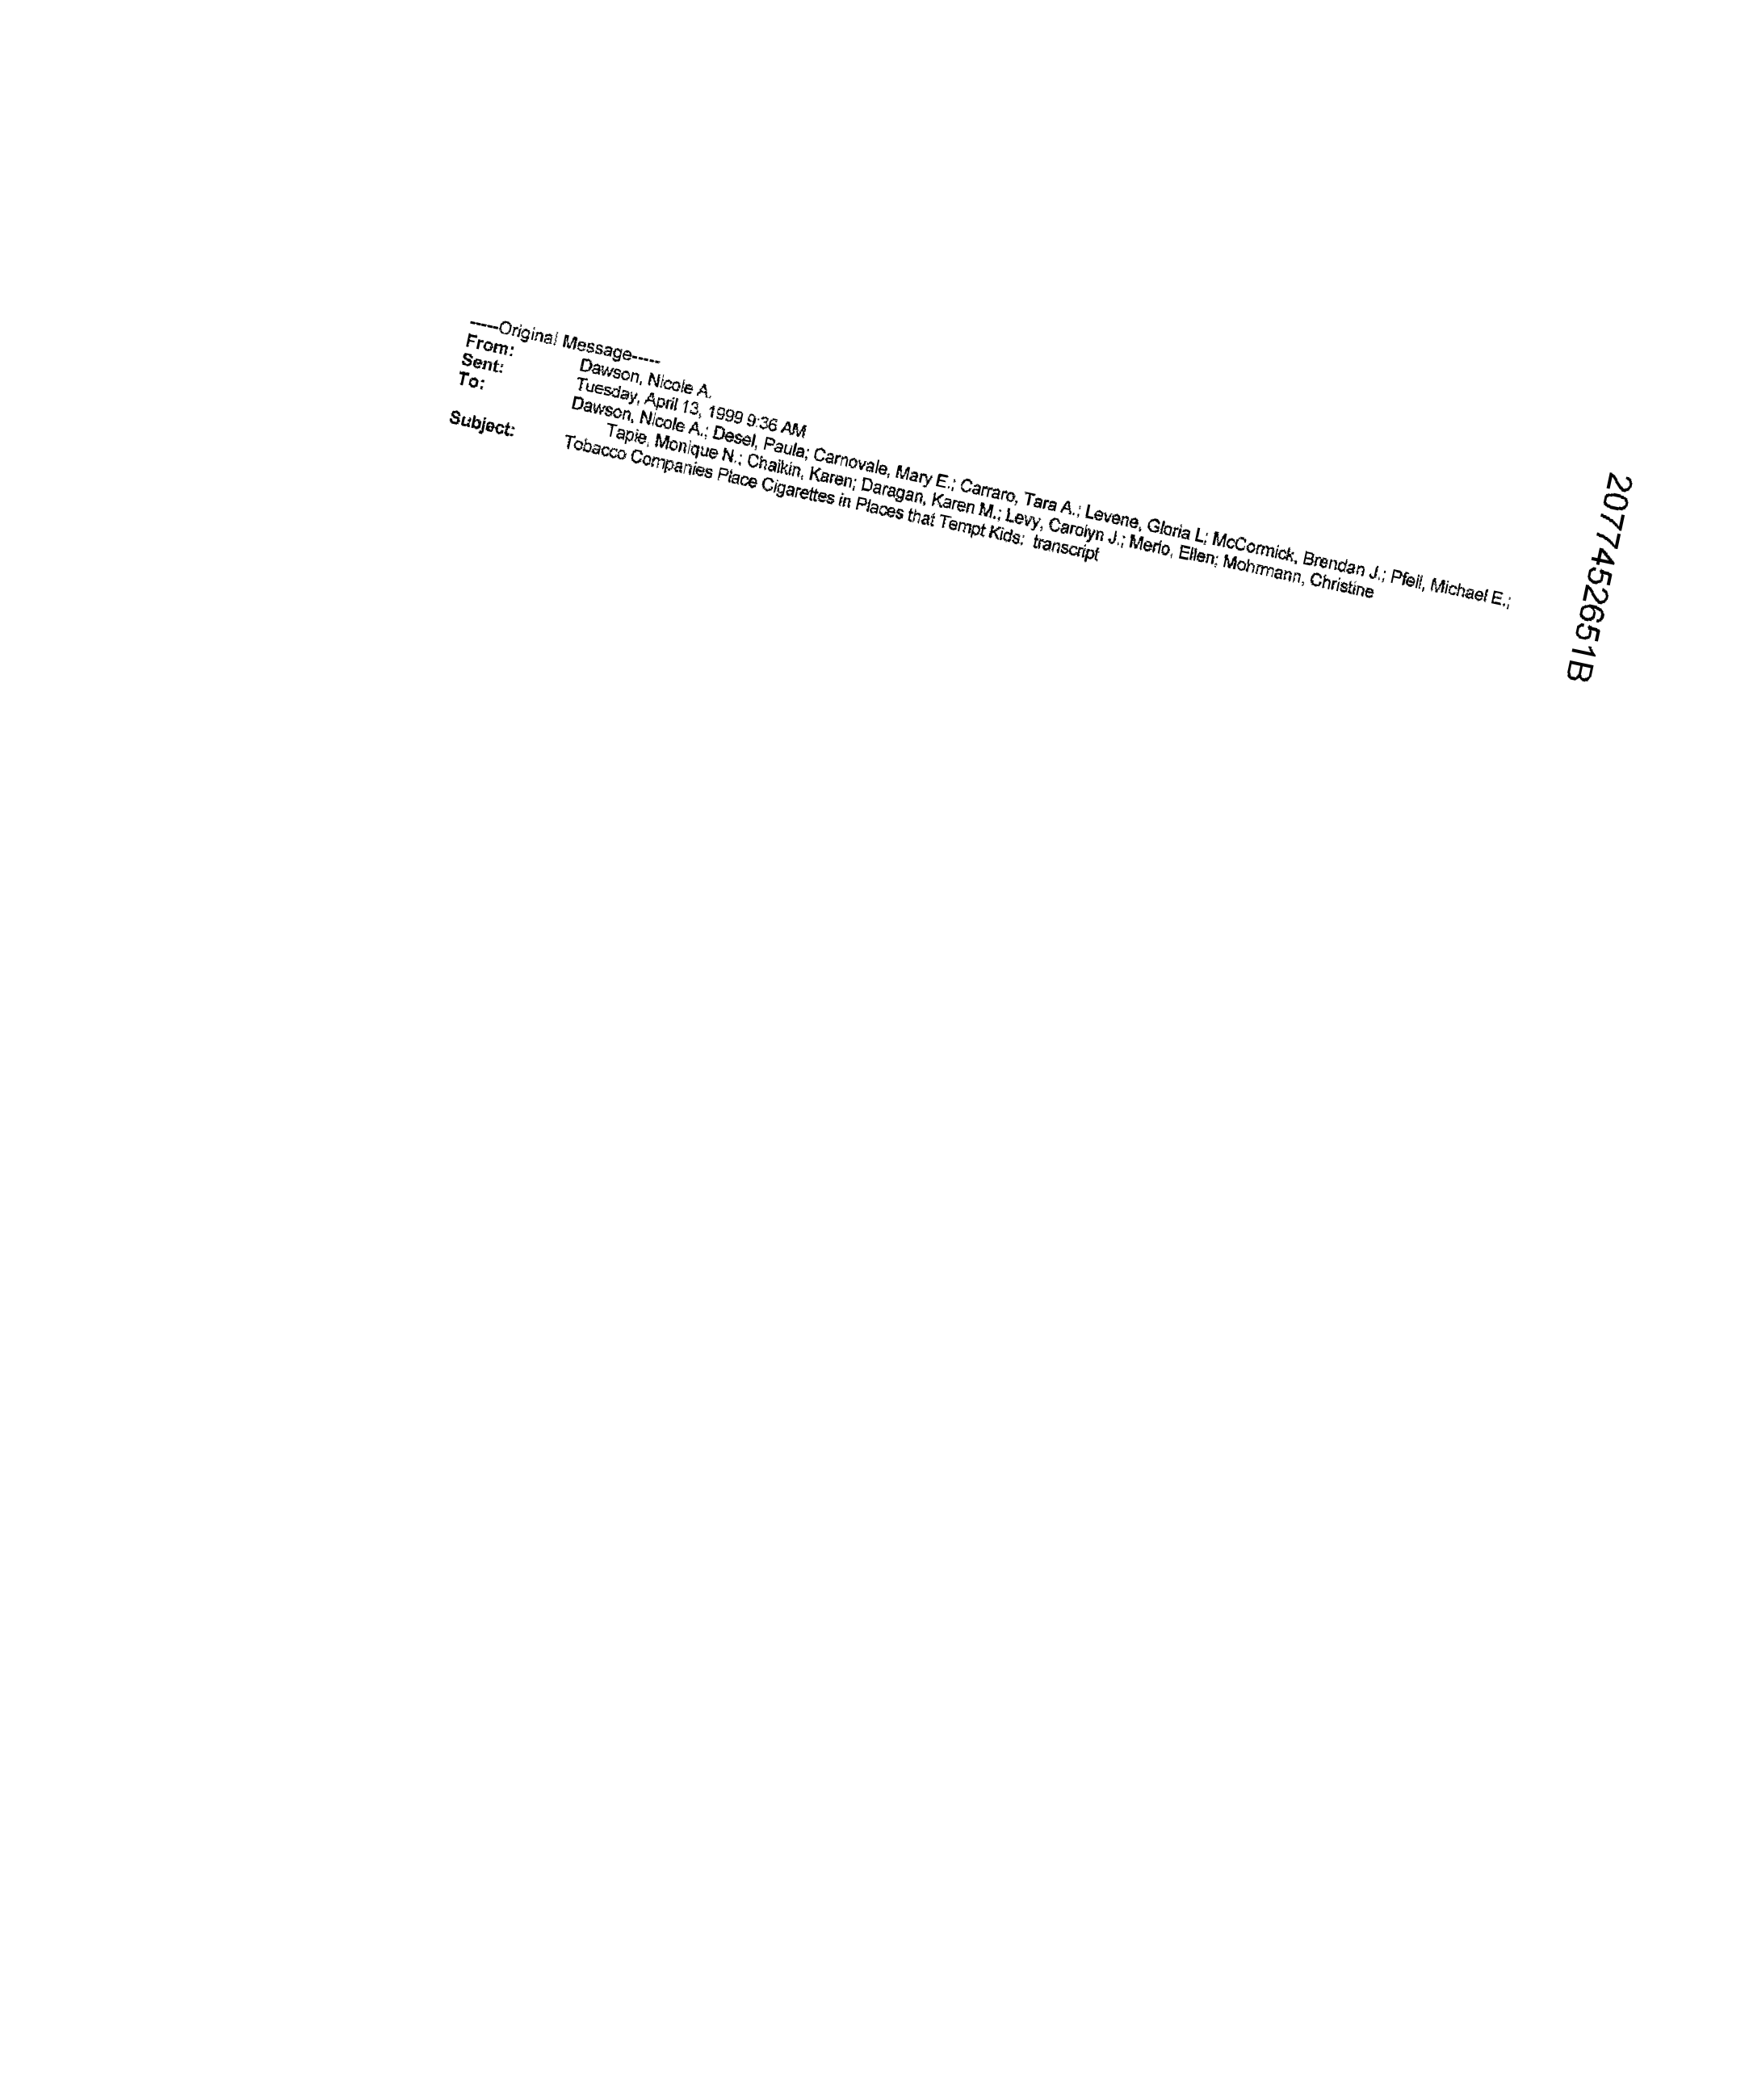 -----Original Message-----
From: Dawson, Nicole A.
Sent: Tuesday, April 13, 1999 9:36 AM
To: Dawson, Nicole A.; Desel, Paula; Carnovale, Mary E.; Carraro, Tara A.; Levene, Gloria L; McCormick, Brendan J.; Pfeil, Michael E.;
Tapie, Monique N.; Chaikin, Karen; Daragan, Karen M.; Levy, Carolyn J.; Merlo, Ellen; Mohrmann, Christine
Subject: Tobacco Companies Place Cigarettes in Places that Tempt Kids: transcript
2077452651B